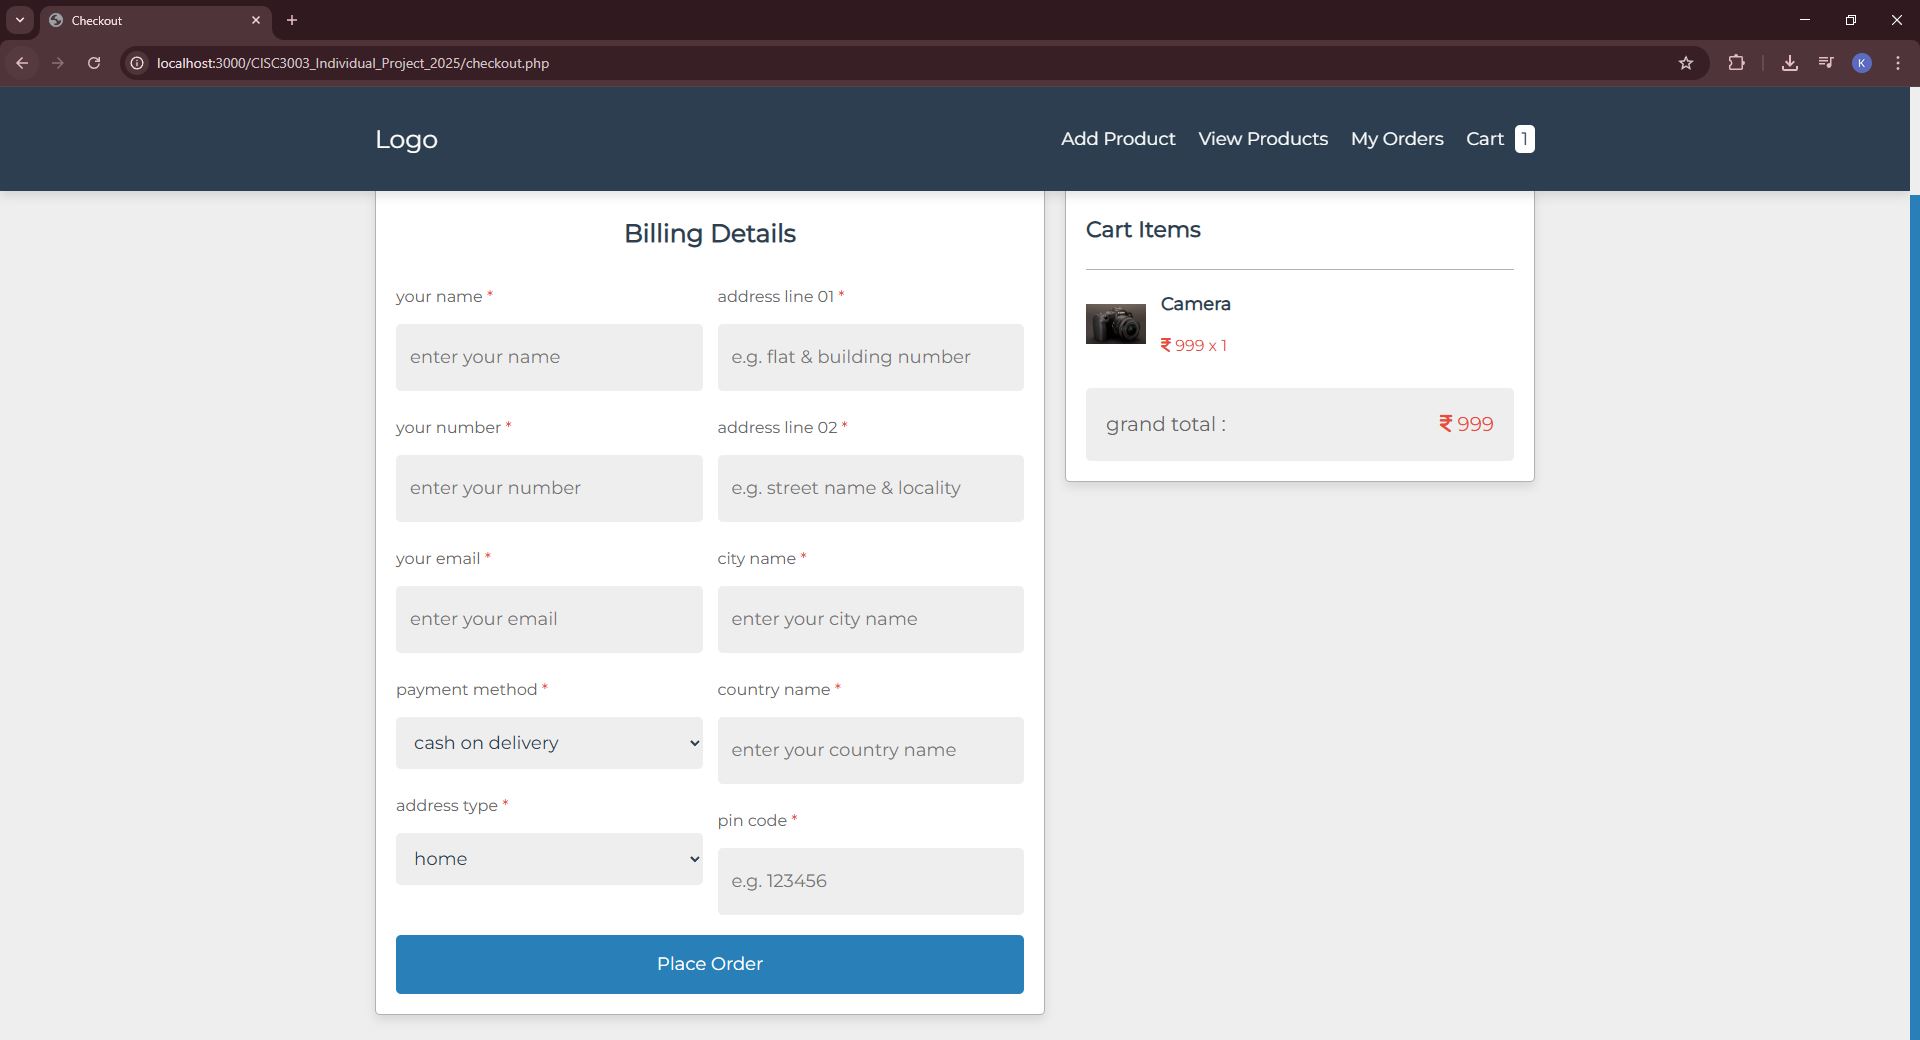 Checkout
localhost:3000/CISC3003_Individual_Project_2025/checkout.php
K
Logo
Add Product
View Products
My Orders
Cart 1
Billing Details
your name *
enter your name
your number *
enter your number
your email *
enter your email
payment method *
cash on delivery
address type *
home
address line 01 *
e.g. flat & building number
address line 02 *
e.g. street name & locality
city name *
enter your city name
country name *
enter your country name
pin code *
e.g. 123456
Place Order
Cart Items
Camera
₹ 999 x 1
grand total : ₹ 999